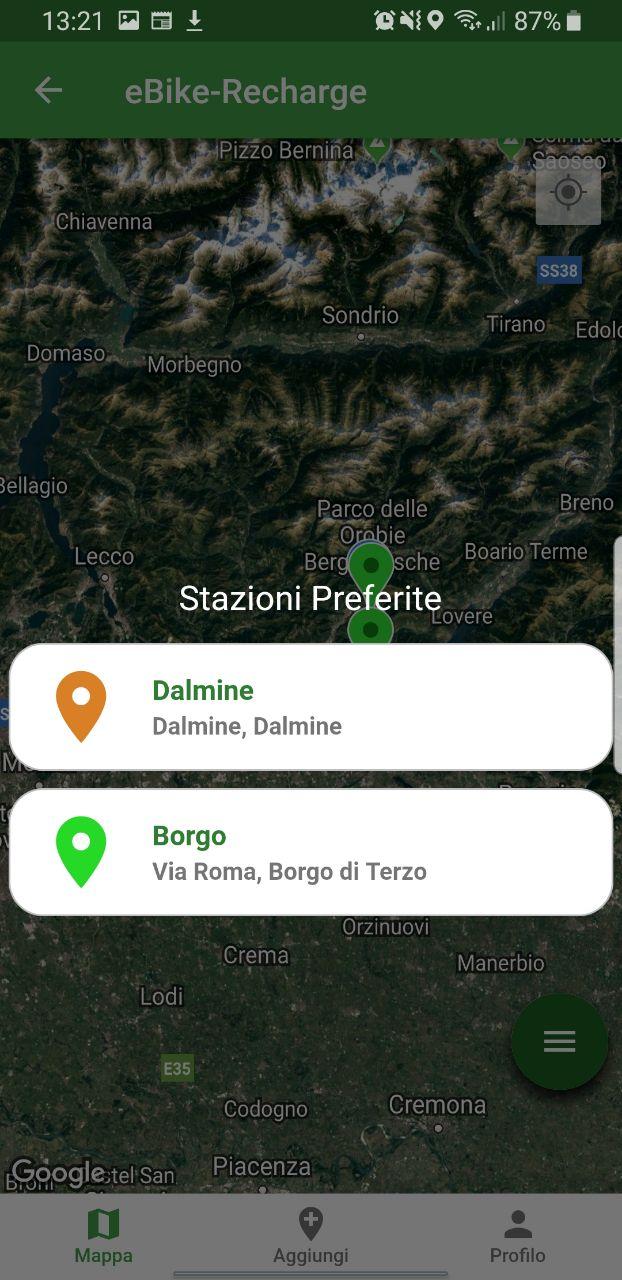 13:21
87%
eBike-Recharge
Pizzo Bernina
Saoseo
Chiavenna
SS38
Sondrio
Tirano
Domaso
Morbegno
Bellagio
Parco delle
Orobie
Breno
Lecco
Boario Terme
Stazioni Preferite
Lovere
Dalmine
Dalmine, Dalmine
Borgo
Via Roma, Borgo di Terzo
Orzinuovi
Crema
Manerbio
Lodi
E35
Codogno
Cremona
Piacenza
Google
Mappa
Aggiungi
Profilo